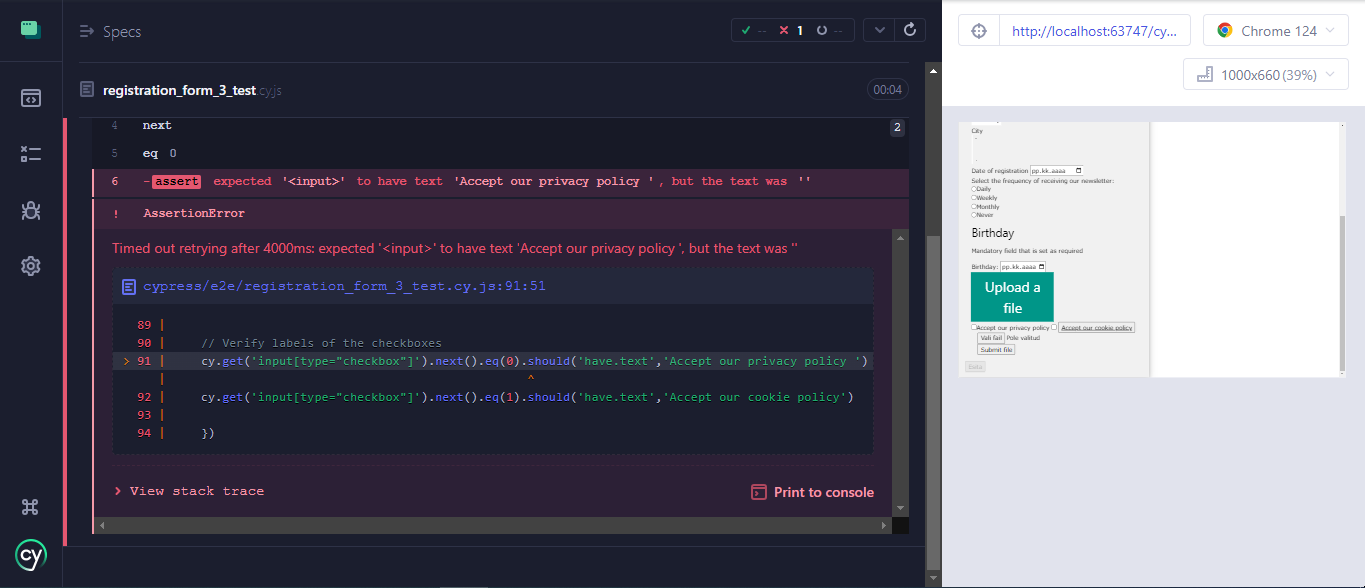 Specs
✓ -- ✕ 1 --
registration_form_3_test.cy.js
00:04
4 next
2
5 eq 0
6 -assert expected '<input>' to have text 'Accept our privacy policy ', but the text was ''
! AssertionError
Timed out retrying after 4000ms: expected '<input>' to have text 'Accept our privacy policy ', but the text was ''
cypress/e2e/registration_form_3_test.cy.js:91:51
89 |
90 | // Verify labels of the checkboxes
> 91 | cy.get('input[type="checkbox"]').next().eq(0).should('have.text','Accept our privacy policy ')
| ^
92 | cy.get('input[type="checkbox"]').next().eq(1).should('have.text','Accept our cookie policy')
93 |
94 | })
> View stack trace
Print to console
cy
http://localhost:63747/cy...
Chrome 124
1000x660 (39%)
City
Date of registration pp.kk.aaaa
Select the frequency of receiving our newsletter:
Daily
Weekly
Monthly
Never
Birthday
Mandatory field that is set as required
Birthday: pp.kk.aaaa
Upload a
file
Accept our privacy policy Accept our cookie policy
Vali fail Pole valitud
Submit file